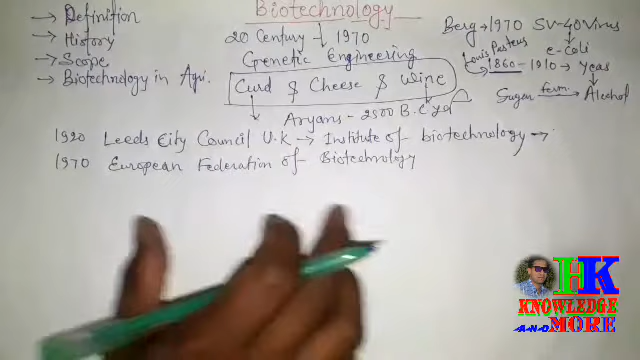 Biotechnology
→ Definition
→ History
→ Scope
→ Biotechnology in Agri.
20 Century → 1970
Genetic Engineering
Curd & Cheese & Wine
Aryans - 2500 B.C
Berg → 1970 SV-40 Virus
E-Coli
Louis Pasteus
1860 - 1910 → Yeas
Sugar ferm. Alcohol
1920 Leeds City Council U.K → Institute of biotechnology →
1970 European Federation of Biotechnology
HK
KNOWLEDGE
AND MORE